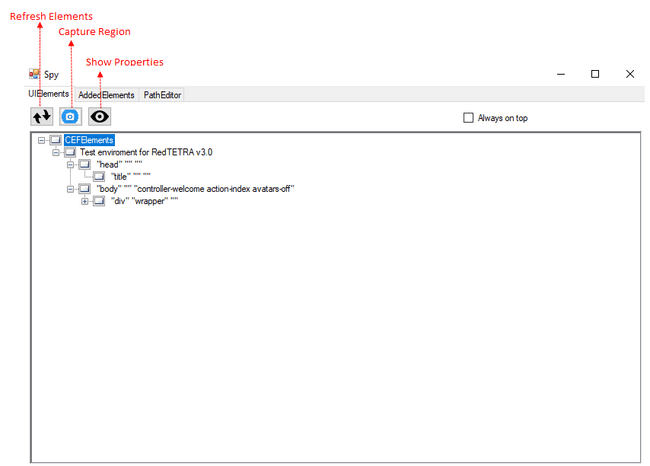 Refresh Elements
Capture Region
Show Properties
Spy
UIElements AddedElements PathEditor
Always on top
CEFElements
Test enviroment for RedTETRA v3.0
"head" "" ""
"title" "" ""
"body" "" "controller-welcome action-index avatars-off"
"div" "wrapper" ""